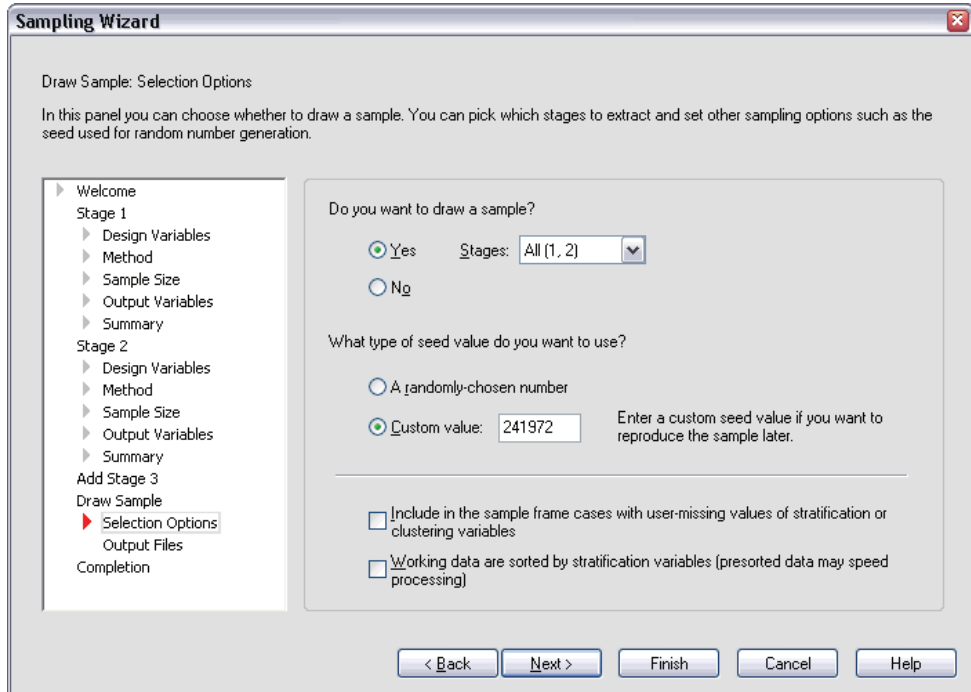 Sampling Wizard
Draw Sample: Selection Options
In this panel you can choose whether to draw a sample. You can pick which stages to extract and set other sampling options such as the
seed used for random number generation.
Welcome
Stage 1
Design Variables
Method
Sample Size
Output Variables
Summary
Stage 2
Design Variables
Method
Sample Size
Output Variables
Summary
Add Stage 3
Draw Sample
Selection Options
Output Files
Completion
Do you want to draw a sample?
Yes Stages: All (1, 2)
No
What type of seed value do you want to use?
A randomly-chosen number
Custom value: 241972
Enter a custom seed value if you want to
reproduce the sample later.
Include in the sample frame cases with user-missing values of stratification or
clustering variables
Working data are sorted by stratification variables (presorted data may speed
processing)
< Back Next > Finish Cancel Help